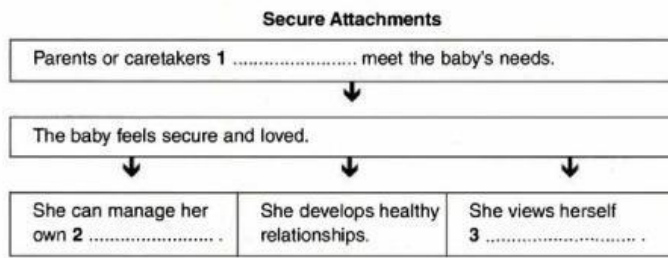 Secure Attachments
Parents or caretakers 1 ........................ meet the baby's needs.
The baby feels secure and loved.
She can manage her
own 2 ........................ .
She develops healthy
relationships.
She views herself
3 ............................. .